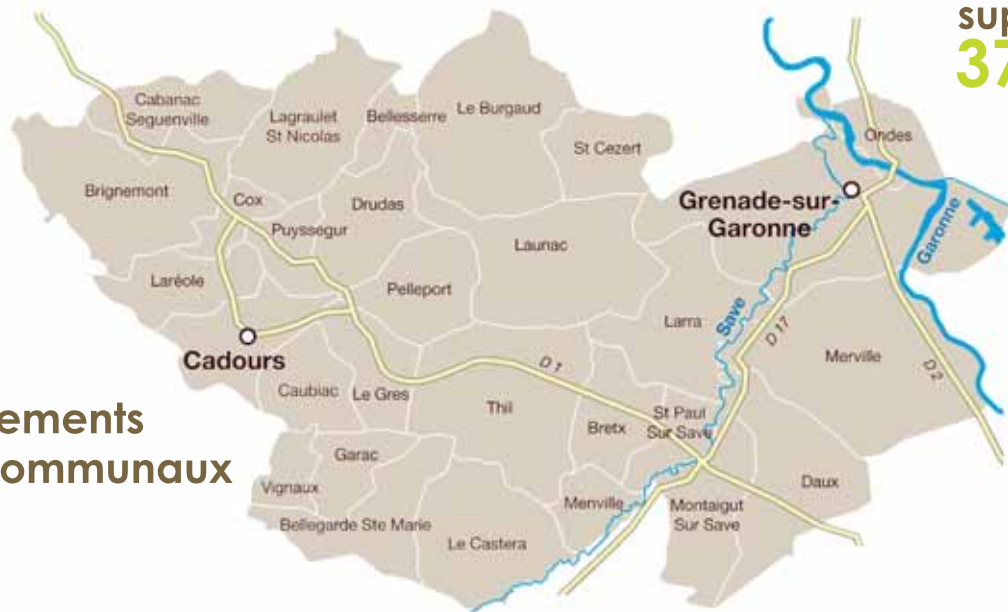 sup
37
Cabanac
Seguenville
Lagraulet
St Nicolas
Bellesserre
Le Burgaud
St Cezert
Ondes
Brignemont
Cox
Puyssegur
Drudas
Grenade-sur-
Garonne
Garonne
Launac
Laréole
Pelleport
Larra
Save
D 17
Merville
D 2
Cadours
D 1
Caubiac
Le Gres
Thil
Bretx
St Paul
Sur Save
ements
ommunaux
Garac
Vignaux
Bellegarde Ste Marie
Le Castera
Menville
Montaigut
Sur Save
Daux